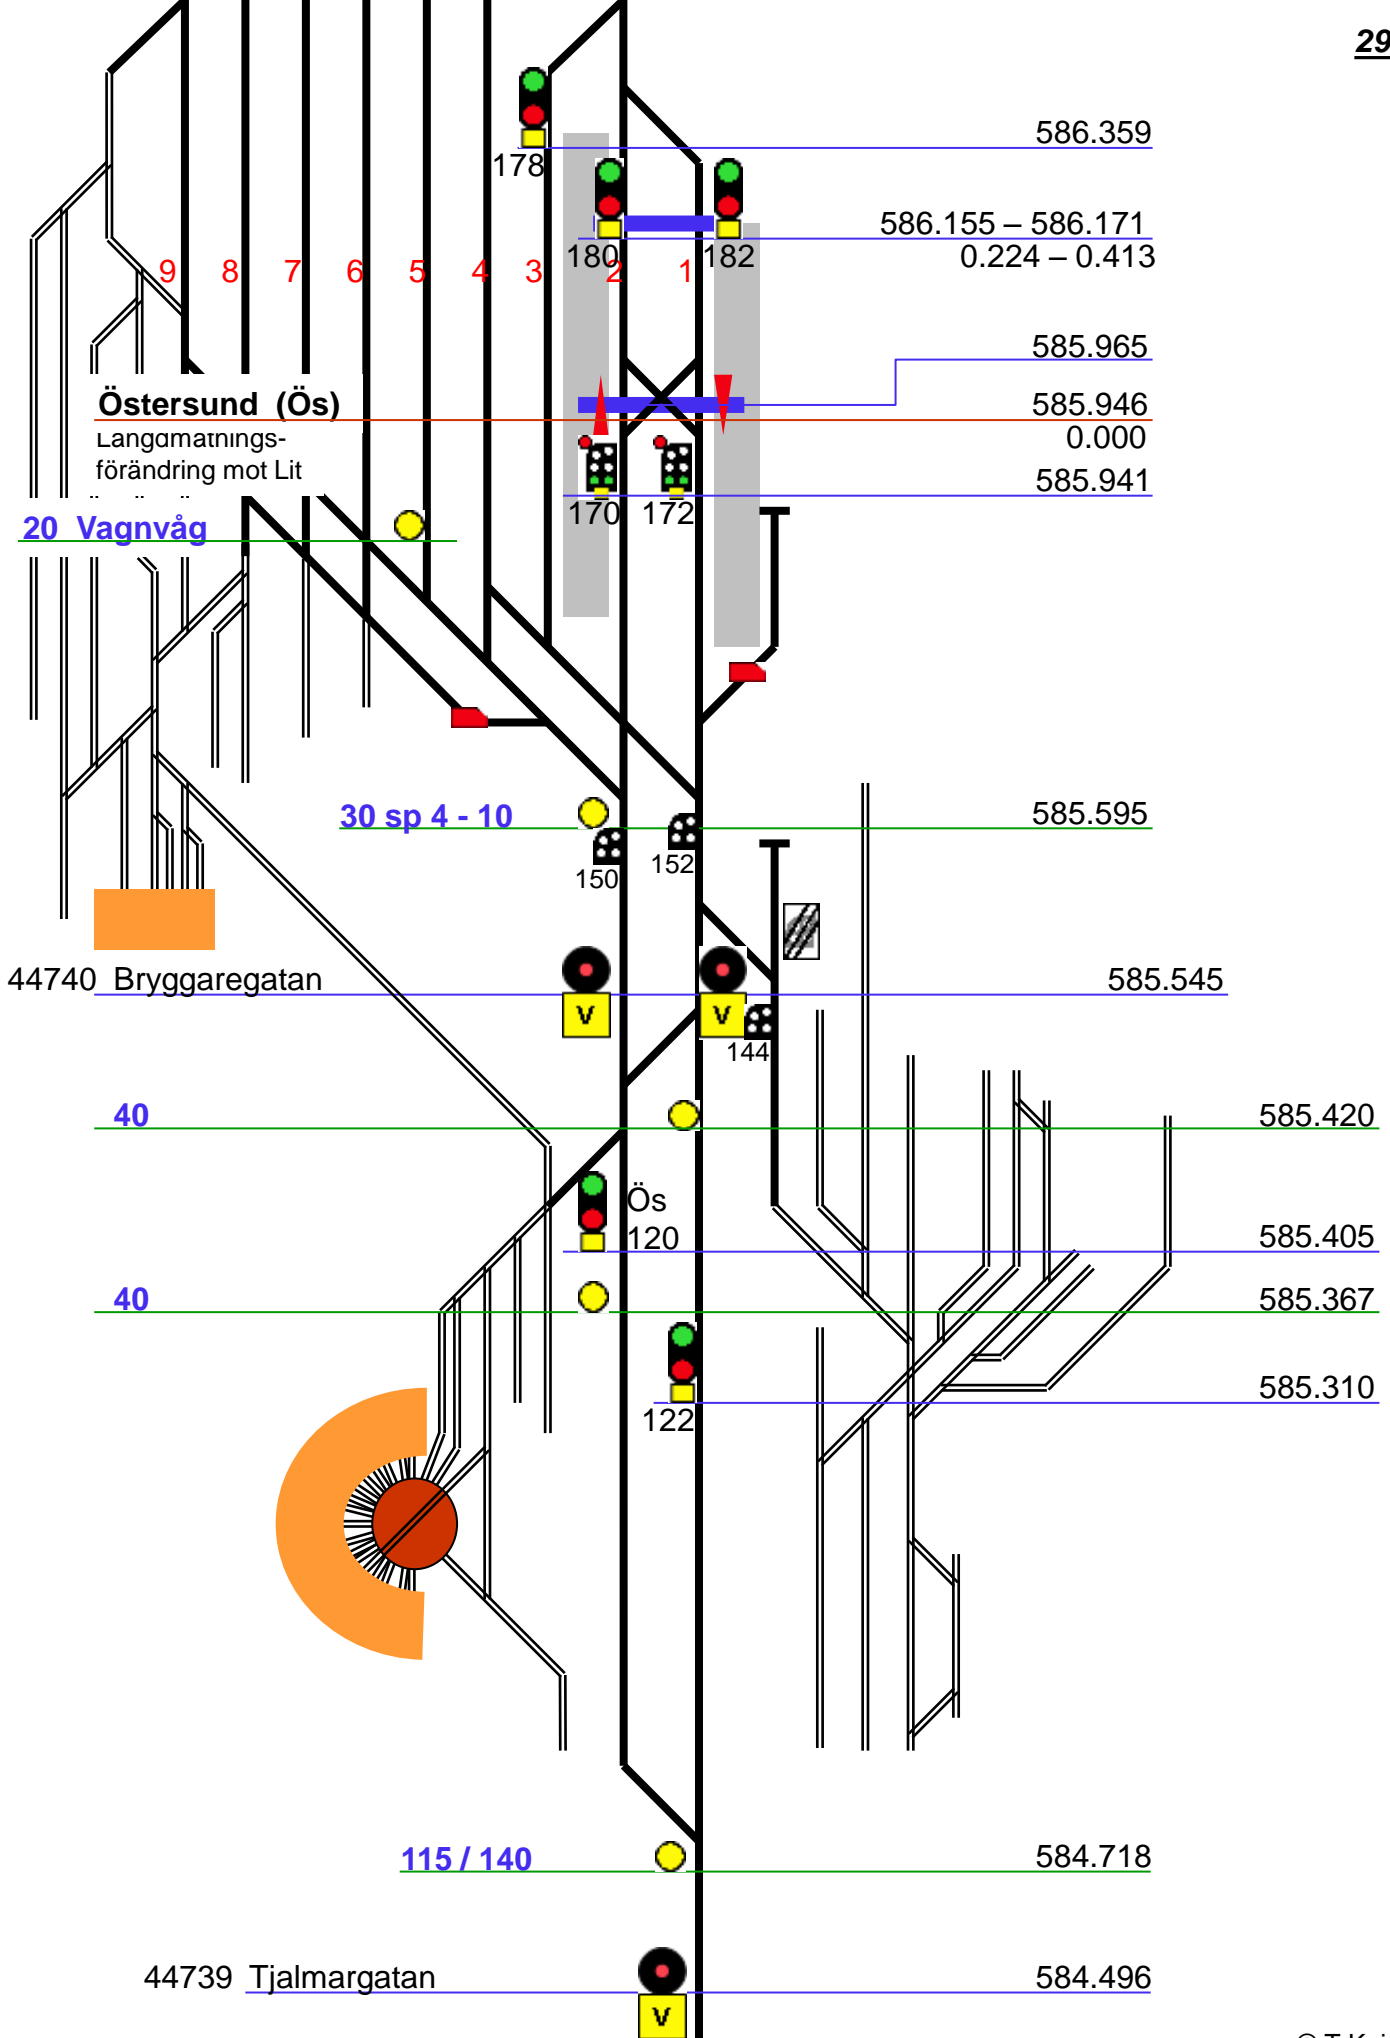 29
586.359
178
586.155 – 586.171
180 182
0.224 – 0.413
9 8 7 6 5 4 3 2 1
585.965
Östersund (Ös)
585.946
Längdmätnings-
0.000
förändring mot Lit
585.941
170 172
20 Vagnvåg
30 sp 4 - 10
585.595
150 152
44740 Bryggaregatan
585.545
V V
144
40
585.420
Ös
120
585.405
40
585.367
585.310
122
115 / 140
584.718
44739 Tjalmargatan
584.496
V